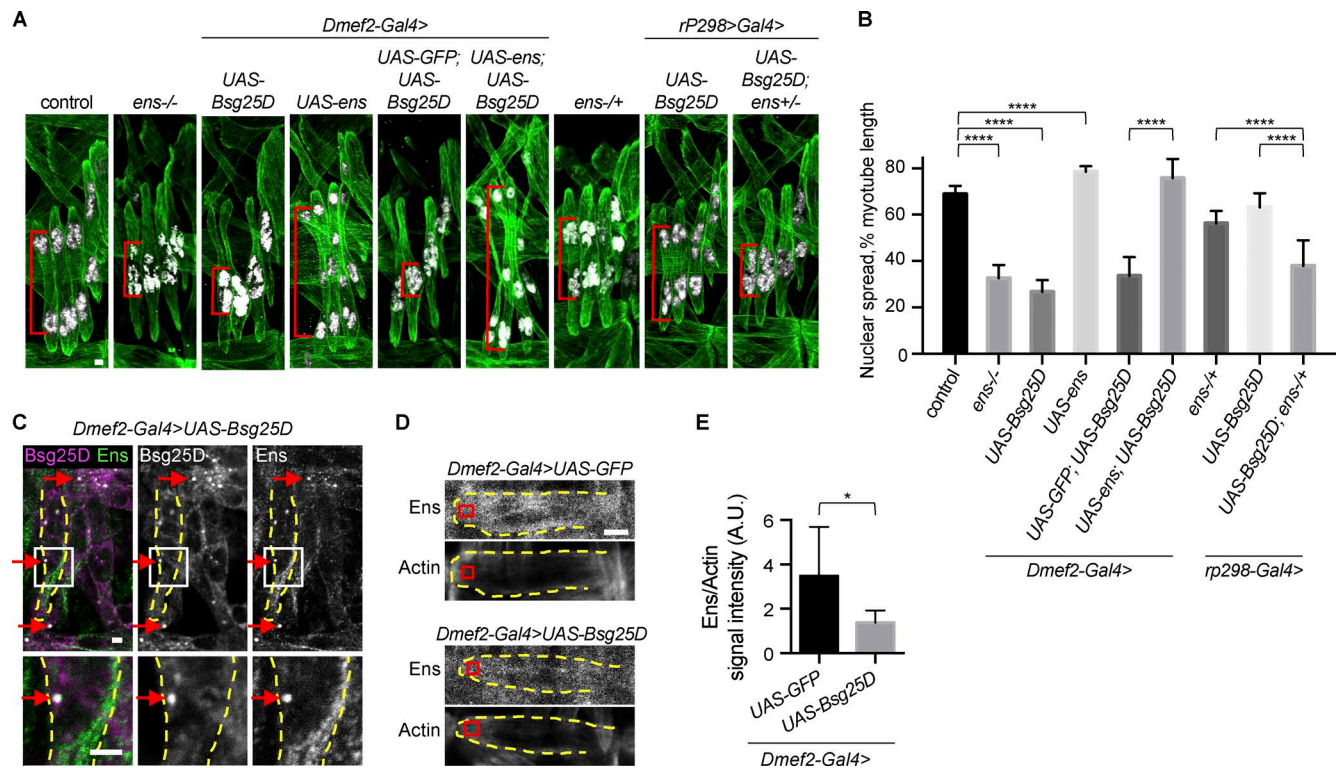 A
Dmef2-Gal4>
rP298>Gal4>
control
ens-/-
UAS-
Bsg25D
UAS-ens
UAS-GFP;
UAS-
Bsg25D
UAS-ens;
UAS-
Bsg25D
ens-/+
UAS-
Bsg25D
UAS-
Bsg25D;
ens+/-
B
Nuclear spread,% myotube length
80
60
40
20
0
****
****
****
****
****
****
control
ens-/-
UAS-Bsg25D
UAS-ens
UAS-GFP; UAS-Bsg25D
UAS-ens; UAS-Bsg25D
ens-/+
UAS-Bsg25D
UAS-Bsg25D; ens-/+
Dmef2-Gal4>
rp298-Gal4>
C
Dmef2-Gal4>UAS-Bsg25D
Bsg25D Ens
Bsg25D
Ens
D
Dmef2-Gal4>UAS-GFP
Ens
Actin
Dmef2-Gal4>UAS-Bsg25D
Ens
Actin
E
Ens/Actin
signal intensity (A.U.)
6
4
2
0
*
UAS-GFP
UAS-Bsg25D
Dmef2-Gal4>